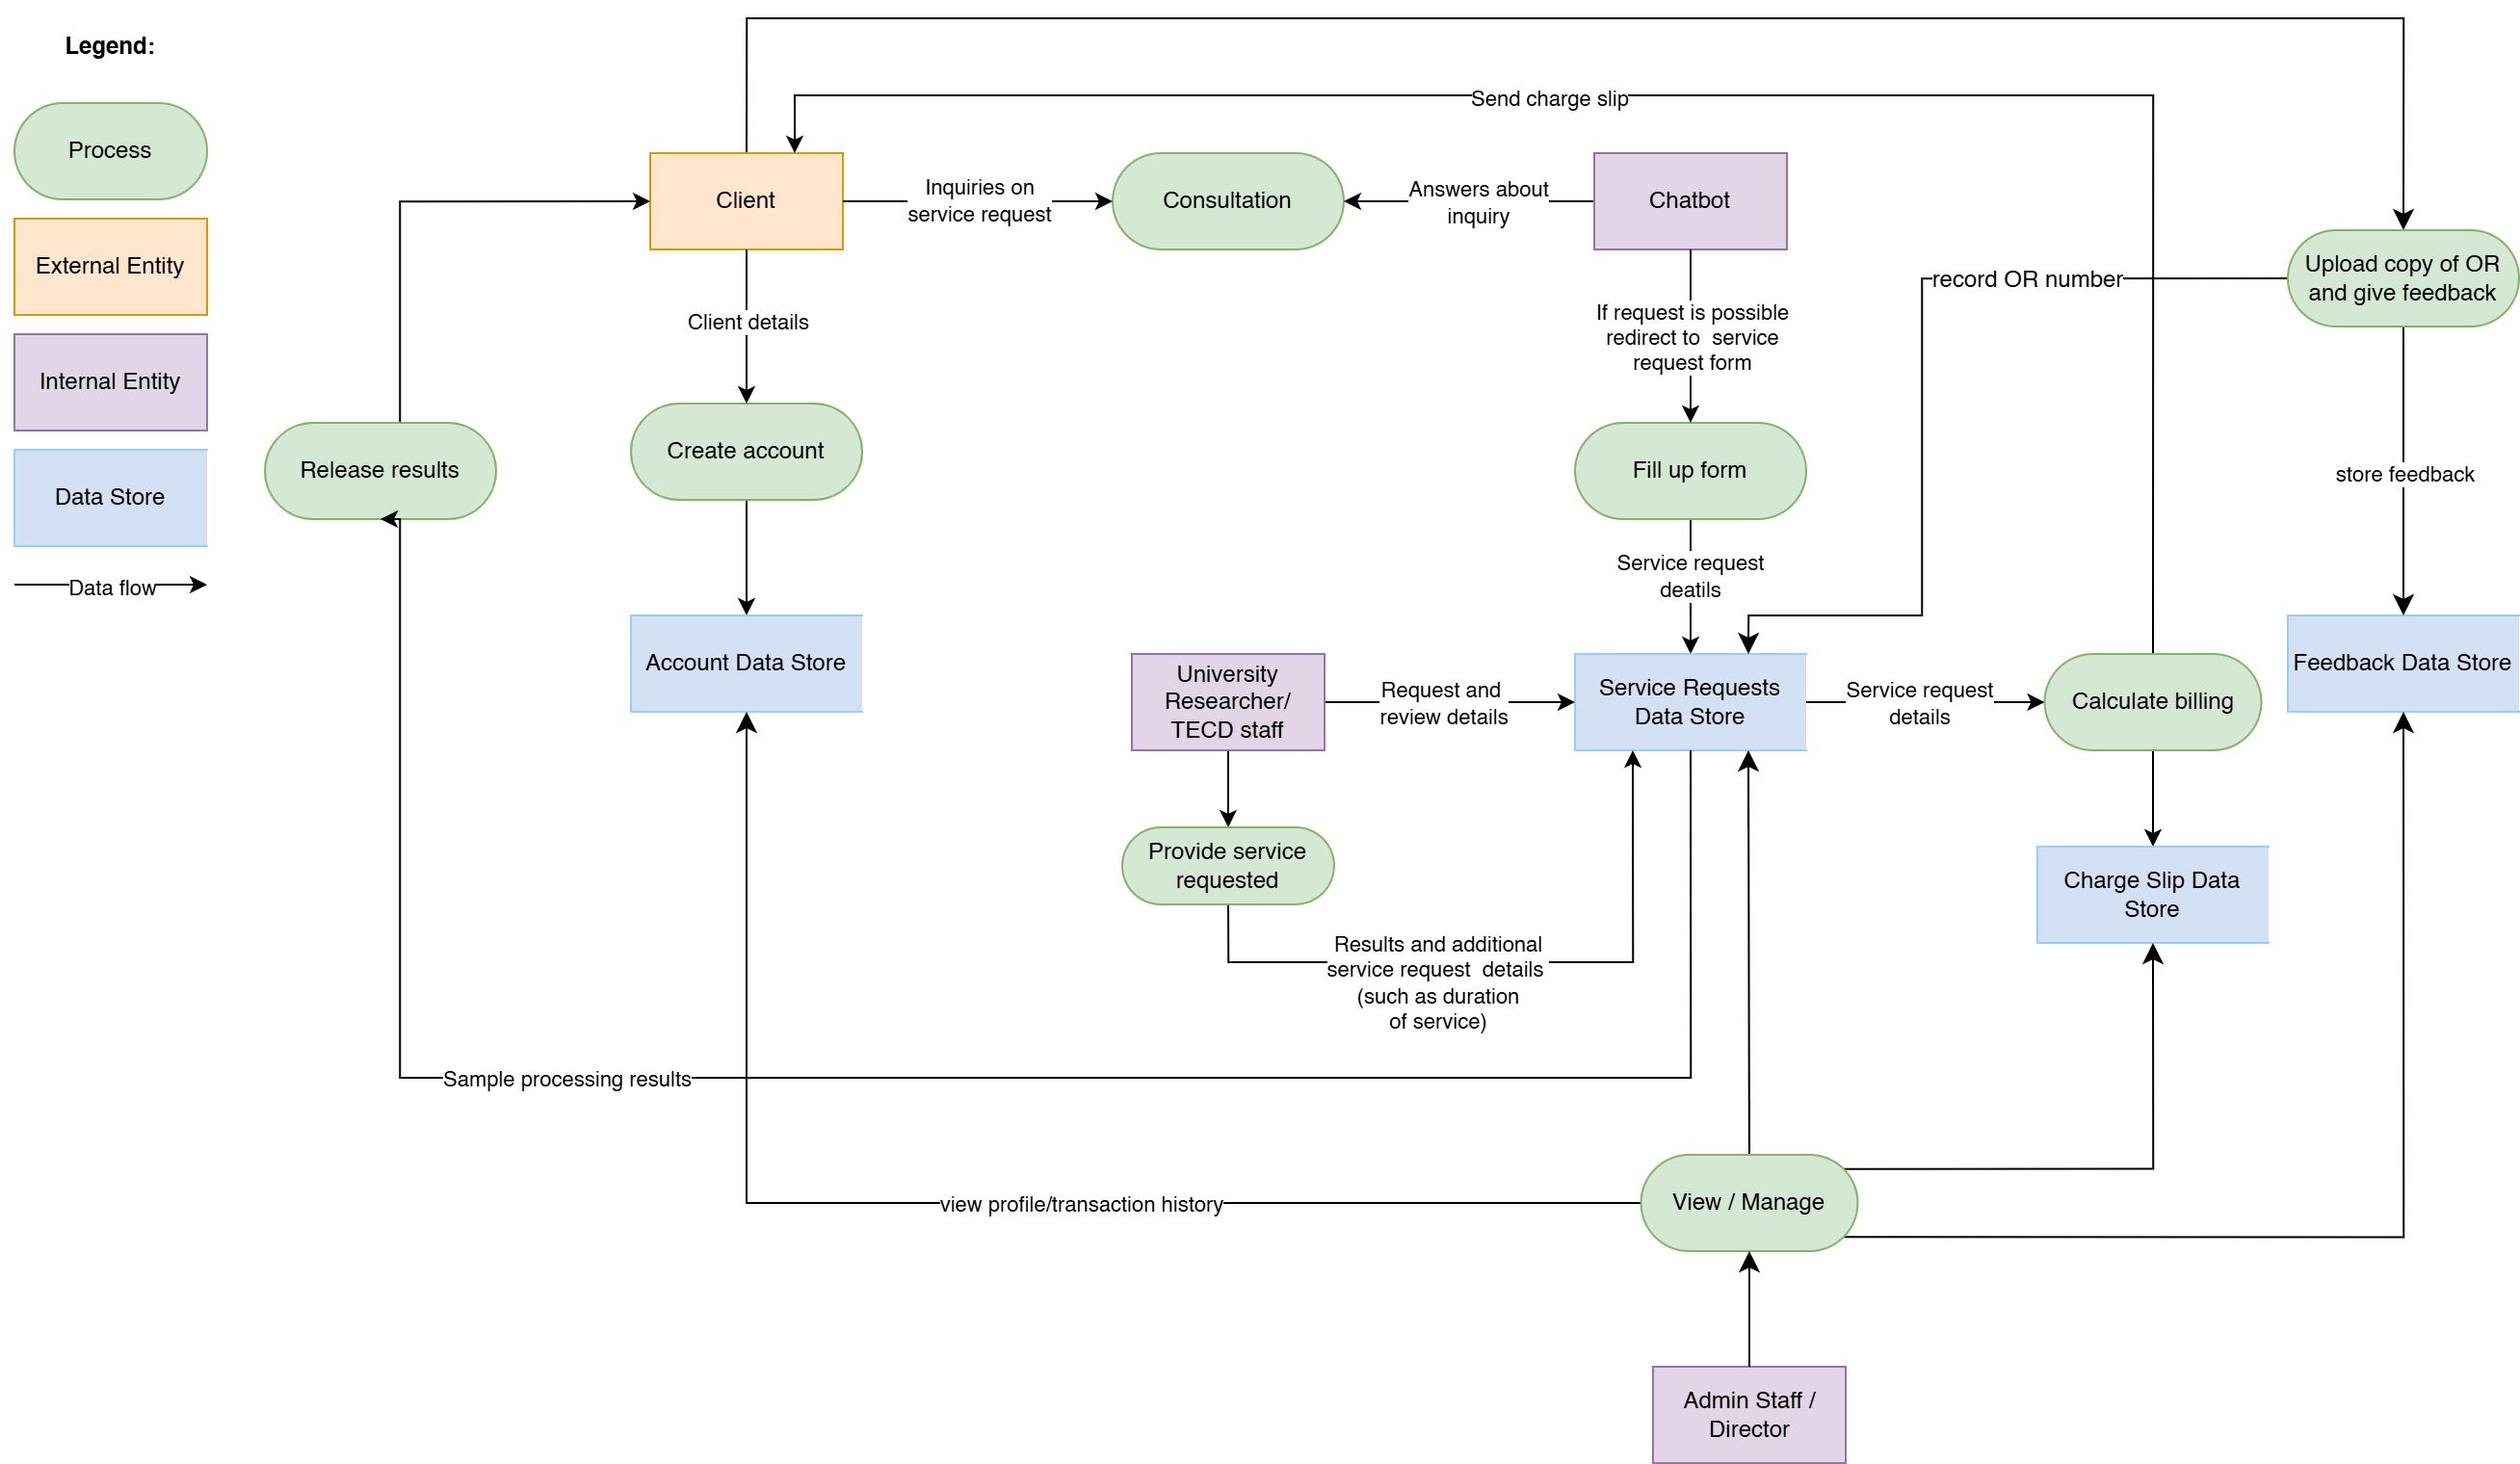 Legend:
Process
External Entity
Internal Entity
Data Store
Data flow
Send charge slip
Client
Inquiries on
service request
Consultation
Answers about
inquiry
Chatbot
Upload copy of OR
and give feedback
record OR number
Client details
If request is possible
redirect to  service
request form
Create account
Release results
Fill up form
store feedback
Service request
deatils
Account Data Store
University
Researcher/
TECD staff
Request and
review details
Service Requests
Data Store
Service request
details
Calculate billing
Feedback Data Store
Provide service
requested
Charge Slip Data
Store
Results and additional
service request  details
(such as duration
of service)
Sample processing results
view profile/transaction history
View / Manage
Admin Staff /
Director